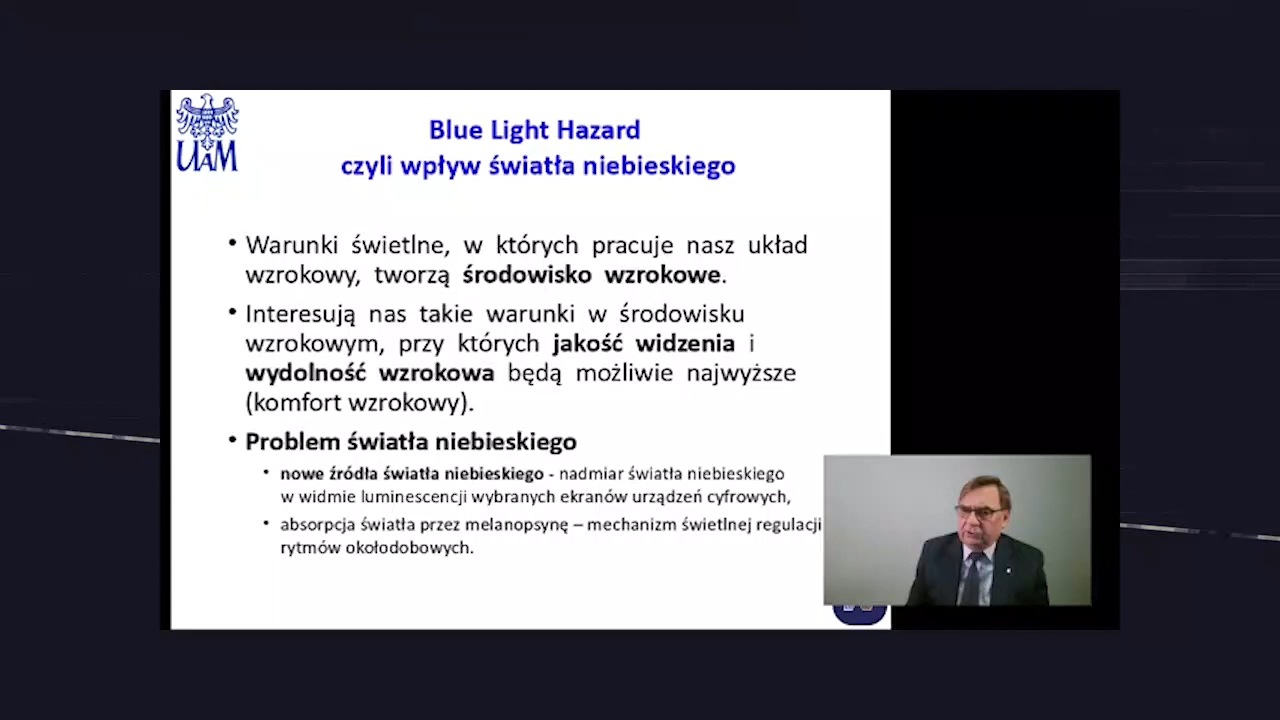 UAM
Blue Light Hazard
czyli wpływ światła niebieskiego
• Warunki świetlne, w których pracuje nasz układ
wzrokowy, tworzą środowisko wzrokowe.
• Interesują nas takie warunki w środowisku
wzrokowym, przy których jakość widzenia i
wydolność wzrokowa będą możliwie najwyższe
(komfort wzrokowy).
• Problem światła niebieskiego
• nowe źródła światła niebieskiego - nadmiar światła niebieskiego
w widmie luminescencji wybranych ekranów urządzeń cyfrowych,
• absorpcja światła przez melanopsynę – mechanizm świetlnej regulacji
rytmów okołodobowych.